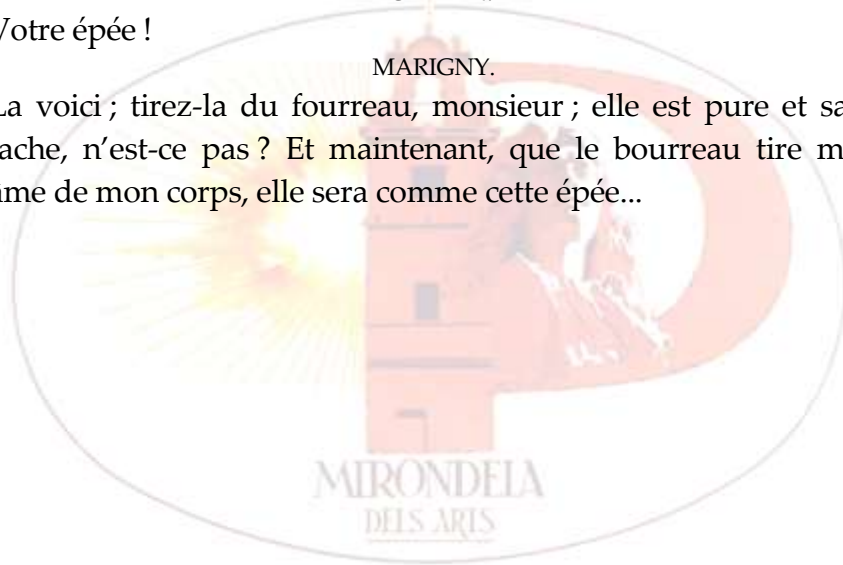 Votre épée !
MARIGNY.
La voici ; tirez-la du fourreau, monsieur ; elle est pure et sa
ache, n'est-ce pas ? Et maintenant, que le bourreau tire m
âme de mon corps, elle sera comme cette épée...
MIRONDELA
DELS ARTS